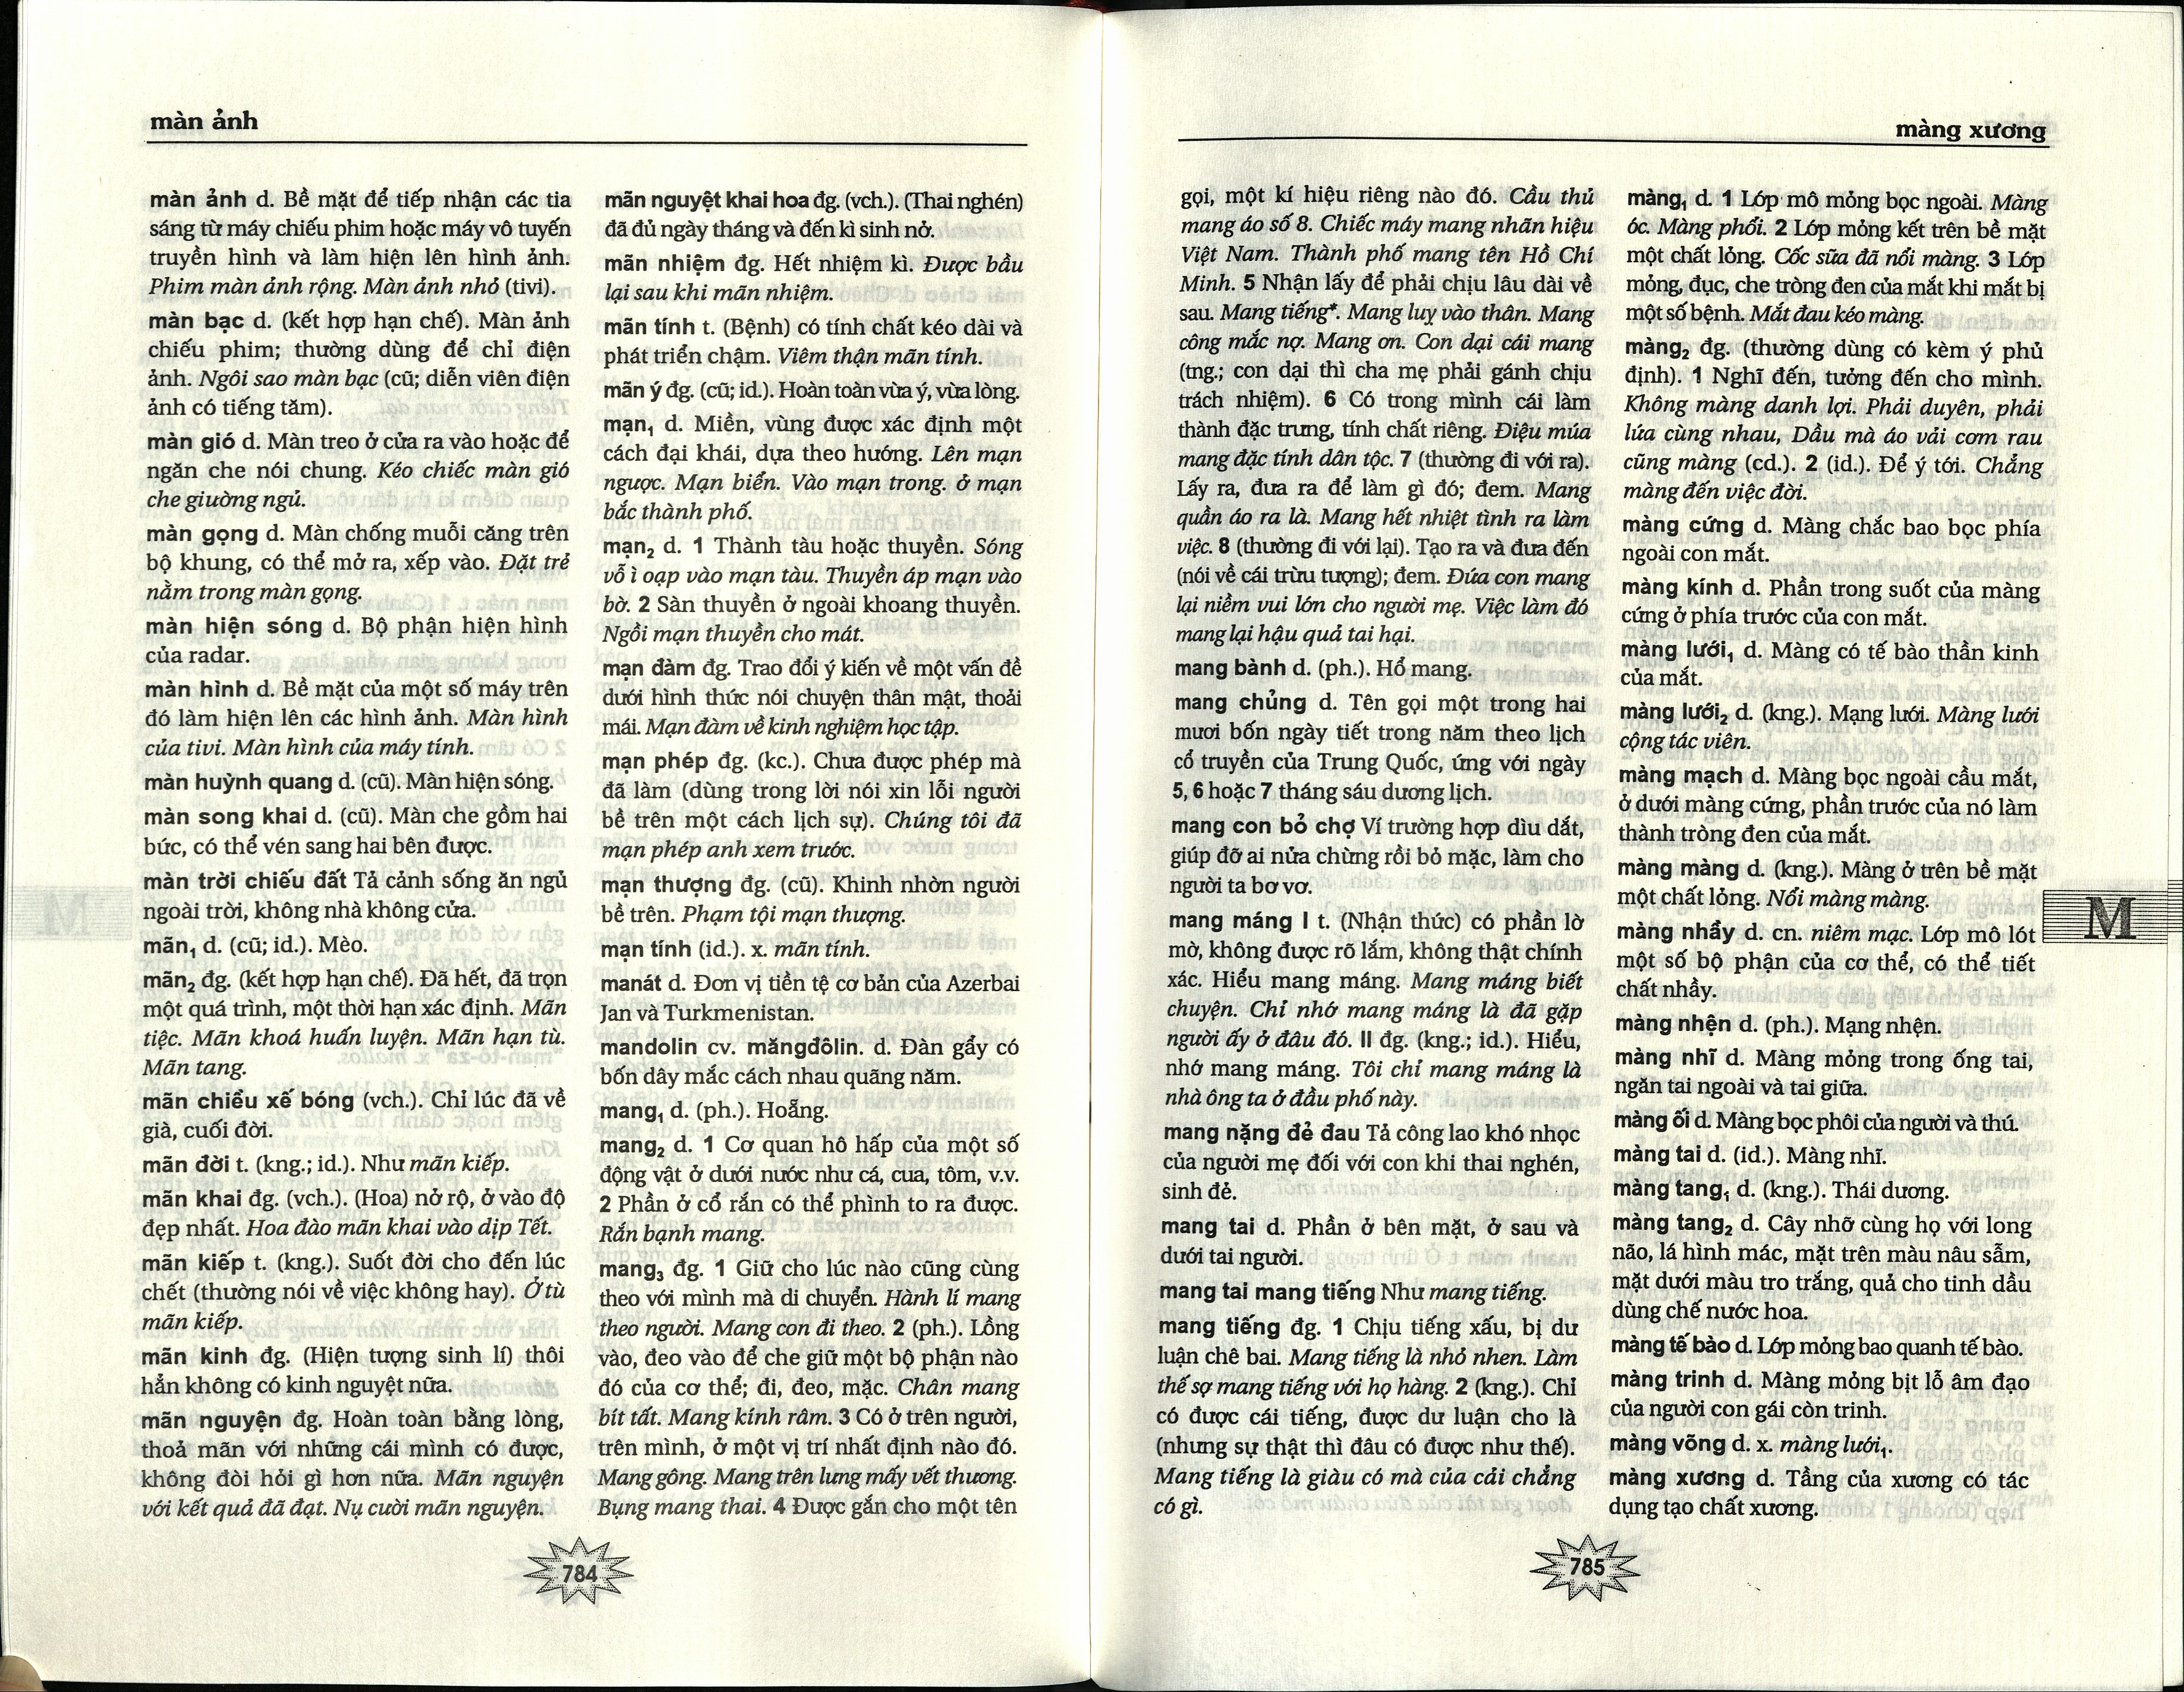 màn ảnh
màn ảnh d. Bề mặt để tiếp nhận các tia
sáng từ máy chiếu phim hoặc máy vô tuyến
truyền hình và làm hiện lên hình ảnh.
Phim màn ảnh rộng. Màn ảnh nhỏ (tivi).
màn bạc d. (kết hợp hạn chế). Màn ảnh
chiếu phim; thường dùng để chỉ điện
ảnh. Ngôi sao màn bạc (cũ; diễn viên điện
ảnh có tiếng tăm).
màn gió d. Màn treo ở cửa ra vào hoặc để
ngăn che nói chung. Kéo chiếc màn gió
che giường ngủ.
màn gọng d. Màn chống muỗi căng trên
bộ khung, có thể mở ra, xếp vào. Đặt trẻ
nằm trong màn gọng.
màn hiện sóng d. Bộ phận hiện hình
của radar.
màn hình d. Bề mặt của một số máy trên
đó làm hiện lên các hình ảnh. Màn hình
của tivi. Màn hình của máy tính.
màn huỳnh quang d. (cũ). Màn hiện sóng.
màn song khai d. (cũ). Màn che gồm hai
bức, có thể vén sang hai bên được.
màn trời chiếu đất Tả cảnh sống ăn ngủ
ngoài trời, không nhà không cửa.
mãn₁ d. (cũ; id.). Mèo.
mãn₂ đg. (kết hợp hạn chế). Đã hết, đã trọn
một quá trình, một thời hạn xác định. Mãn
tiệc. Mãn khoá huấn luyện. Mãn hạn tù.
Mãn tang.
mãn chiều xế bóng (vch.). Chỉ lúc đã về
già, cuối đời.
mãn đời t. (kng.; id.). Như mãn kiếp.
mãn khai đg. (vch.). (Hoa) nở rộ, ở vào độ
đẹp nhất. Hoa đào mãn khai vào dịp Tết.
mãn kiếp t. (kng.). Suốt đời cho đến lúc
chết (thường nói về việc không hay). Ở tù
mãn kiếp.
mãn kinh đg. (Hiện tượng sinh lí) thôi
hẳn không có kinh nguyệt nữa.
mãn nguyện đg. Hoàn toàn bằng lòng,
thoả mãn với những cái mình có được,
không đòi hỏi gì hơn nữa. Mãn nguyện
với kết quả đã đạt. Nụ cười mãn nguyện.
mãn nguyệt khai hoa đg. (vch.). (Thai nghén)
đã đủ ngày tháng và đến kì sinh nở.
mãn nhiệm đg. Hết nhiệm kì. Được bầu
lại sau khi mãn nhiệm.
mãn tính t. (Bệnh) có tính chất kéo dài và
phát triển chậm. Viêm thận mãn tính.
mãn ý đg. (cũ; id.). Hoàn toàn vừa ý, vừa lòng.
mạn₁ d. Miền, vùng được xác định một
cách đại khái, dựa theo hướng. Lên mạn
ngược. Mạn biển. Vào mạn trong. ở mạn
bắc thành phố.
mạn₂ d. 1 Thành tàu hoặc thuyền. Sóng
vỗ ì oạp vào mạn tàu. Thuyền áp mạn vào
bờ. 2 Sàn thuyền ở ngoài khoang thuyền.
Ngồi mạn thuyền cho mát.
mạn đàm đg. Trao đổi ý kiến về một vấn đề
dưới hình thức nói chuyện thân mật, thoải
mái. Mạn đàm về kinh nghiệm học tập.
mạn phép đg. (kc.). Chưa được phép mà
đã làm (dùng trong lời nói xin lỗi người
bề trên một cách lịch sự). Chúng tôi đã
mạn phép anh xem trước.
mạn thượng đg. (cũ). Khinh nhờn người
bề trên. Phạm tội mạn thượng.
mạn tính (id.). x. mãn tính.
manát d. Đơn vị tiền tệ cơ bản của Azerbai
Jan và Turkmenistan.
mandolin cv. măngđôlin. d. Đàn gẩy có
bốn dây mắc cách nhau quãng năm.
mang₁ d. (ph.). Hoẵng.
mang₂ d. 1 Cơ quan hô hấp của một số
động vật ở dưới nước như cá, cua, tôm, v.v.
2 Phần ở cổ rắn có thể phình to ra được.
Rắn bạnh mang.
mang₃ đg. 1 Giữ cho lúc nào cũng cùng
theo với mình mà di chuyển. Hành lí mang
theo người. Mang con đi theo. 2 (ph.). Lồng
vào, đeo vào để che giữ một bộ phận nào
đó của cơ thể; đi, đeo, mặc. Chân mang
bít tất. Mang kính râm. 3 Có ở trên người,
trên mình, ở một vị trí nhất định nào đó.
Mang gông. Mang trên lưng mấy vết thương.
Bụng mang thai. 4 Được gắn cho một tên
784
màng xương
gọi, một kí hiệu riêng nào đó. Cầu thủ
mang áo số 8. Chiếc máy mang nhãn hiệu
Việt Nam. Thành phố mang tên Hồ Chí
Minh. 5 Nhận lấy để phải chịu lâu dài về
sau. Mang tiếng*. Mang luỵ vào thân. Mang
công mắc nợ. Mang ơn. Con dại cái mang
(tng.; con dại thì cha mẹ phải gánh chịu
trách nhiệm). 6 Có trong mình cái làm
thành đặc trưng, tính chất riêng. Điệu múa
mang đặc tính dân tộc. 7 (thường đi với ra).
Lấy ra, đưa ra để làm gì đó; đem. Mang
quần áo ra là. Mang hết nhiệt tình ra làm
việc. 8 (thường đi với lại). Tạo ra và đưa đến
(nói về cái trừu tượng); đem. Đứa con mang
lại niềm vui lớn cho người mẹ. Việc làm đó
mang lại hậu quả tai hại.
mang bành d. (ph.). Hổ mang.
mang chủng d. Tên gọi một trong hai
mươi bốn ngày tiết trong năm theo lịch
cổ truyền của Trung Quốc, ứng với ngày
5, 6 hoặc 7 tháng sáu dương lịch.
mang con bỏ chợ Ví trường hợp dìu dắt,
giúp đỡ ai nửa chừng rồi bỏ mặc, làm cho
người ta bơ vơ.
mang máng I t. (Nhận thức) có phần lờ
mờ, không được rõ lắm, không thật chính
xác. Hiểu mang máng. Mang máng biết
chuyện. Chỉ nhớ mang máng là đã gặp
người ấy ở đâu đó. II đg. (kng.; id.). Hiểu,
nhớ mang máng. Tôi chỉ mang máng là
nhà ông ta ở đầu phố này.
mang nặng đẻ đau Tả công lao khó nhọc
của người mẹ đối với con khi thai nghén,
sinh đẻ.
mang tai d. Phần ở bên mặt, ở sau và
dưới tai người.
mang tai mang tiếng Như mang tiếng.
mang tiếng đg. 1 Chịu tiếng xấu, bị dư
luận chê bai. Mang tiếng là nhỏ nhen. Làm
thế sợ mang tiếng với họ hàng. 2 (kng.). Chỉ
có được cái tiếng, được dư luận cho là
(nhưng sự thật thì đâu có được như thế).
Mang tiếng là giàu có mà của cải chẳng
có gì.
màng₁ d. 1 Lớp mô mỏng bọc ngoài. Màng
óc. Màng phổi. 2 Lớp mỏng kết trên bề mặt
một chất lỏng. Cốc sữa đã nổi màng. 3 Lớp
mỏng, đục, che tròng đen của mắt khi mắt bị
một số bệnh. Mắt đau kéo màng.
màng₂ đg. (thường dùng có kèm ý phủ
định). 1 Nghĩ đến, tưởng đến cho mình.
Không màng danh lợi. Phải duyên, phải
lứa cùng nhau, Dầu mà áo vải cơm rau
cũng màng (cd.). 2 (id.). Để ý tới. Chẳng
màng đến việc đời.
màng cứng d. Màng chắc bao bọc phía
ngoài con mắt.
màng kính d. Phần trong suốt của màng
cứng ở phía trước của con mắt.
màng lưới₁ d. Màng có tế bào thần kinh
của mắt.
màng lưới₂ d. (kng.). Mạng lưới. Màng lưới
cộng tác viên.
màng mạch d. Màng bọc ngoài cầu mắt,
ở dưới màng cứng, phần trước của nó làm
thành tròng đen của mắt.
màng màng d. (kng.). Màng ở trên bề mặt
một chất lỏng. Nổi màng màng.
màng nhầy d. cn. niêm mạc. Lớp mô lót
một số bộ phận của cơ thể, có thể tiết
chất nhầy.
màng nhện d. (ph.). Mạng nhện.
màng nhĩ d. Màng mỏng trong ống tai,
ngăn tai ngoài và tai giữa.
màng ối d. Màng bọc phôi của người và thú.
màng tai d. (id.). Màng nhĩ.
màng tang₁ d. (kng.). Thái dương.
màng tang₂ d. Cây nhỡ cùng họ với long
não, lá hình mác, mặt trên màu nâu sẫm,
mặt dưới màu tro trắng, quả cho tinh dầu
dùng chế nước hoa.
màng tế bào d. Lớp mỏng bao quanh tế bào.
màng trinh d. Màng mỏng bịt lỗ âm đạo
của người con gái còn trinh.
màng võng d. x. màng lưới₁.
màng xương d. Tầng của xương có tác
dụng tạo chất xương.
M
785